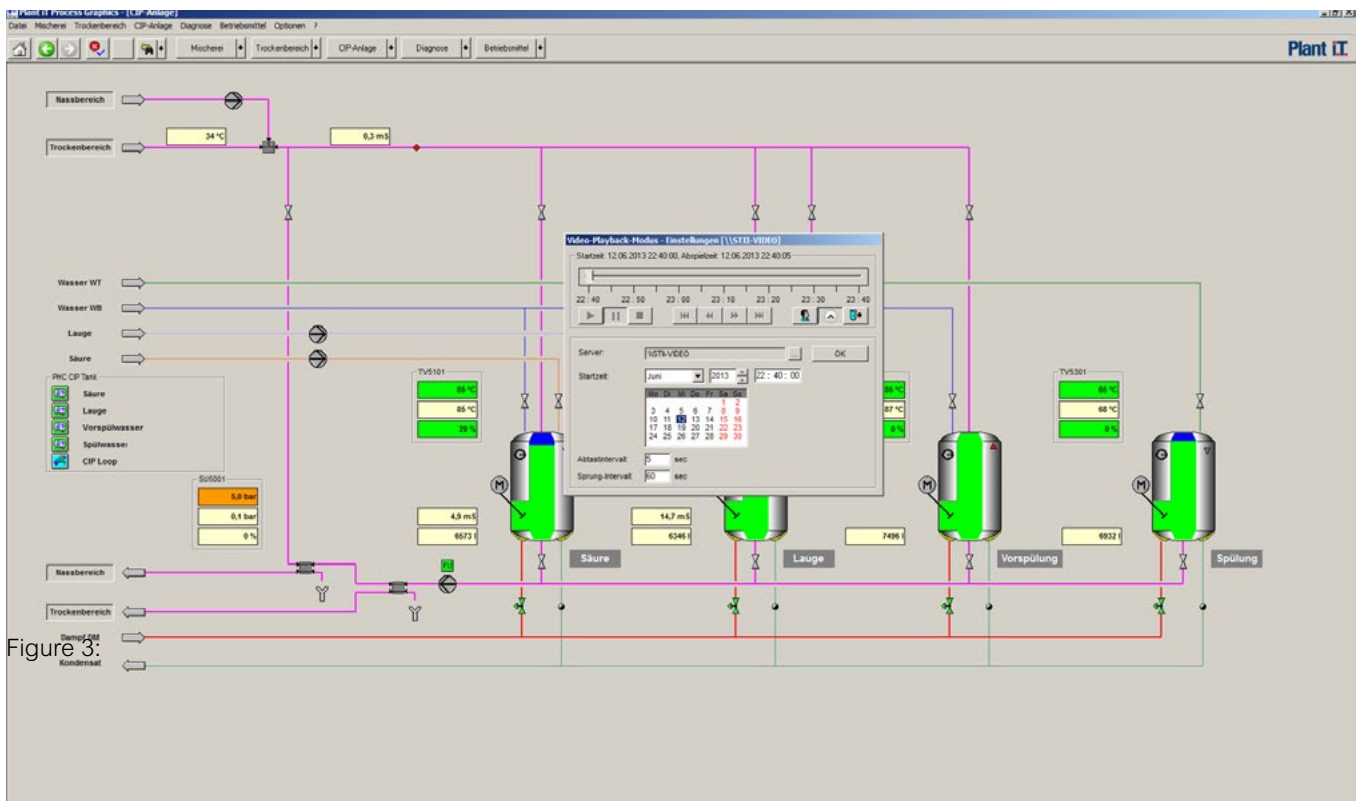 Plant iT Process Graphics - [CIP-Anlage]
Datei Mischerei Trockenbereich CIP-Anlage Diagnose Betriebsmittel Optionen ?
Mischerei Trockenbereich CIP-Anlage Diagnose Betriebsmittel
Plant iT
Nassbereich
34 °C
0,3 mS
Trockenbereich
Video-Playback-Modus - Einstellungen [\\STII-VIDEO]
Startzeit: 12.06.2013 22:40:00, Abspielzeit: 12.06.2013 22:40:05
22:40 22:50 23:00 23:10 23:20 23:30 23:40
Server: \\STII-VIDEO ... OK
Startzeit: Juni 2013 22:40:00
Mo Di Mi Do Fr Sa So
1 2
3 4 5 6 7 8 9
10 11 12 13 14 15 16
17 18 19 20 21 22 23
24 25 26 27 28 29 30
Abtastintervall: 5 sec
Sprung-Intervall: 60 sec
Wasser WT
Wasser WB
Lauge
Säure
PHC CIP Tank
Säure
Lauge
Vorspülwasser
Spülwasser
CIP Loop
TV5101
85 °C
85 °C
29 %
87 °C
0 %
TV5301
65 °C
68 °C
0 %
SU5001
5,0 bar
0,1 bar
0 %
M
M
M
4,9 mS
6573 l
14,7 mS
6346 l
7496 l
6932 l
Säure
Lauge
Vorspülung
Spülung
FU
Nassbereich
Trockenbereich
Dampf DM
Figure 3:
Kondensat